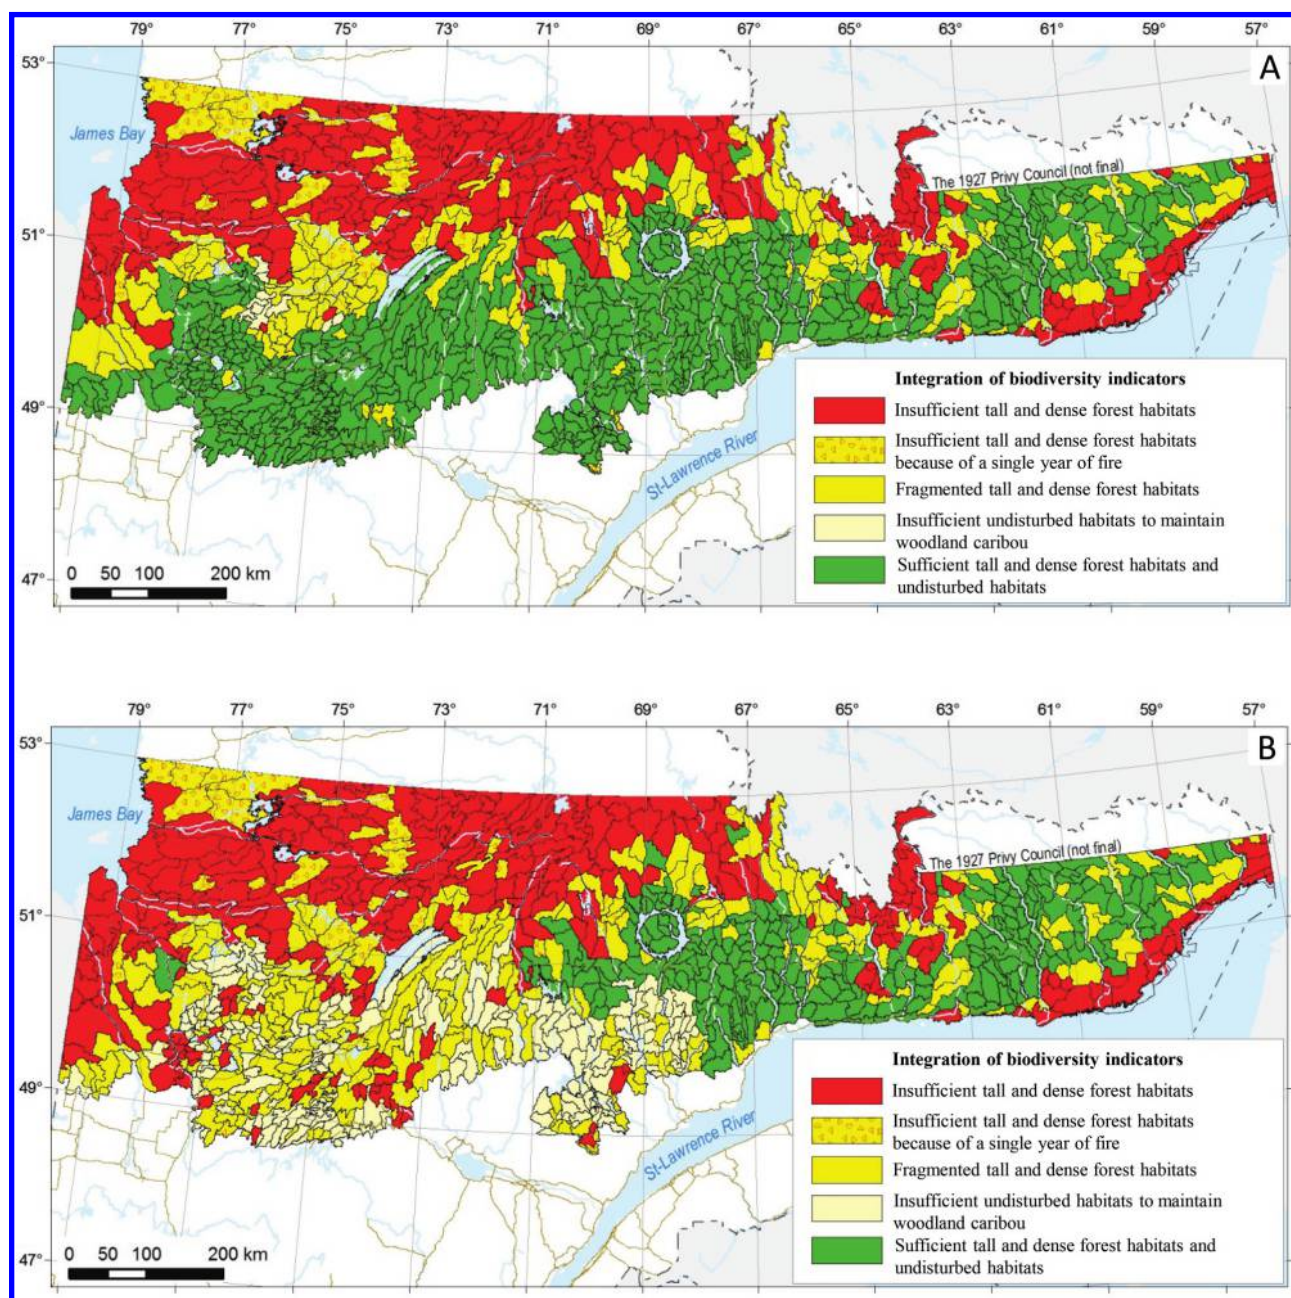 79° 77° 75° 73° 71° 69° 67° 65° 63° 61° 59° 57°
A
53°
James Bay
The 1927 Privy Council (not final)
51°
49°
St-Lawrence River
47°
Integration of biodiversity indicators
Insufficient tall and dense forest habitats
Insufficient tall and dense forest habitats
because of a single year of fire
Fragmented tall and dense forest habitats
Insufficient undisturbed habitats to maintain
woodland caribou
Sufficient tall and dense forest habitats and
undisturbed habitats
0 50 100 200 km
79° 77° 75° 73° 71° 69° 67° 65° 63° 61° 59° 57°
B
53°
James Bay
The 1927 Privy Council (not final)
51°
49°
St-Lawrence River
47°
Integration of biodiversity indicators
Insufficient tall and dense forest habitats
Insufficient tall and dense forest habitats
because of a single year of fire
Fragmented tall and dense forest habitats
Insufficient undisturbed habitats to maintain
woodland caribou
Sufficient tall and dense forest habitats and
undisturbed habitats
0 50 100 200 km